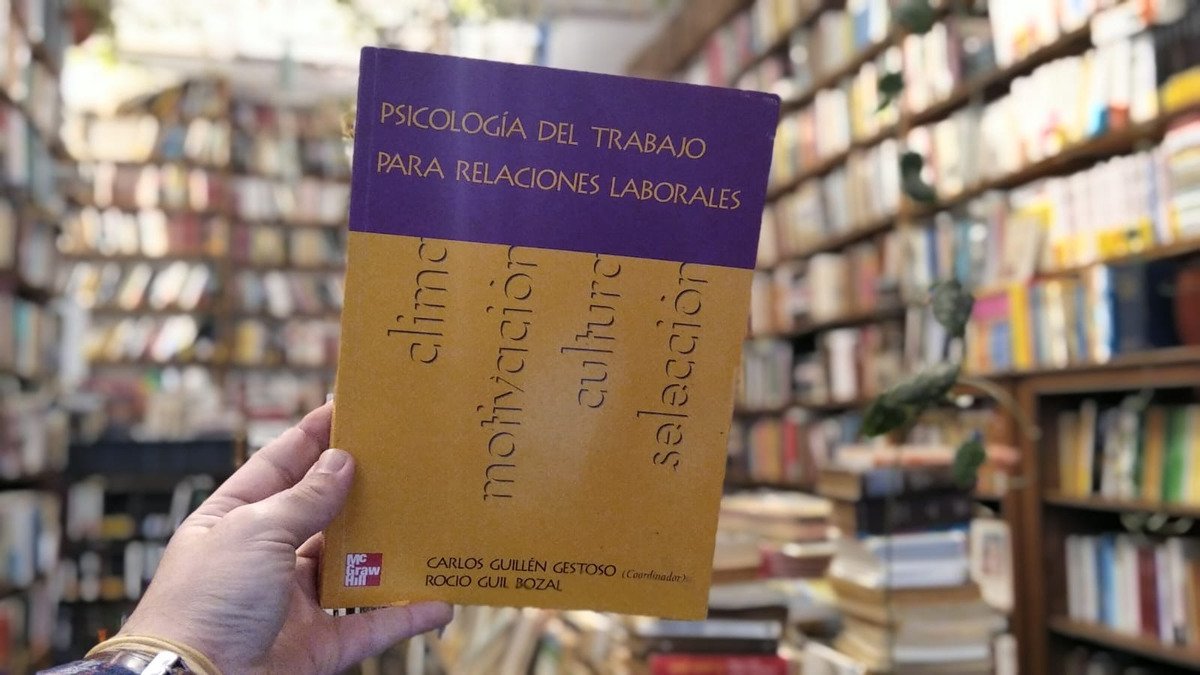 PSICOLOGÍA DEL TRABAJO
PARA RELACIONES LABORALES
clima
motivación
cultura
selección
CARLOS GUILLÉN GESTOSO (Coordinador)
ROCIO GUIL BOZAL
Mc
Graw
Hill